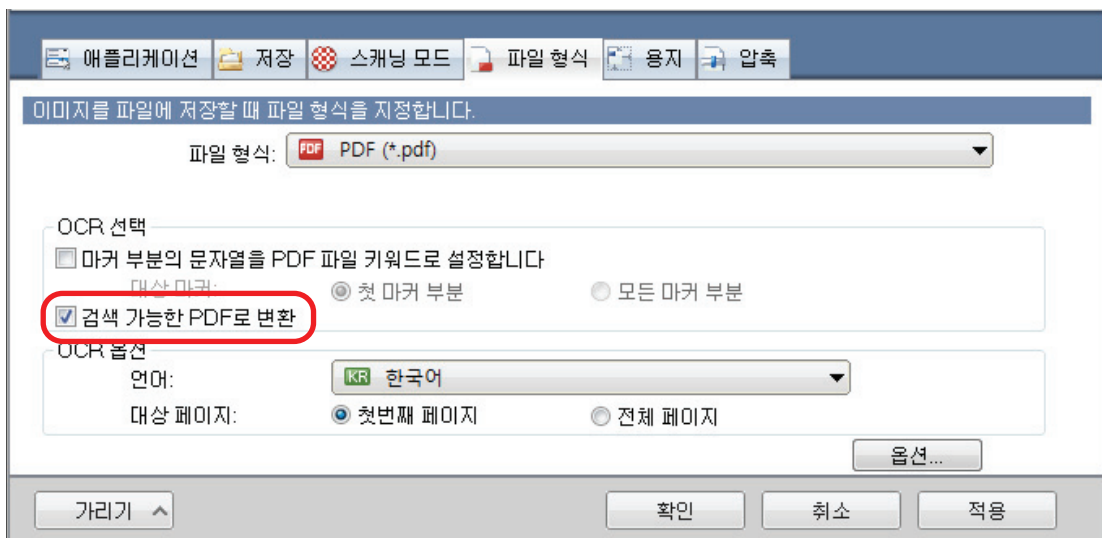 애플리케이션 저장 스캐닝 모드 파일 형식 용지 압축
이미지를 파일에 저장할 때 파일 형식을 지정합니다.
파일 형식: PDF PDF (*.pdf)
OCR 선택
마커 부분의 문자열을 PDF 파일 키워드로 설정합니다
대상 마커: 첫 마커 부분 모든 마커 부분
검색 가능한 PDF로 변환
OCR 옵션
언어: KR 한국어
대상 페이지: 첫번째 페이지 전체 페이지
옵션...
가리기 확인 취소 적용